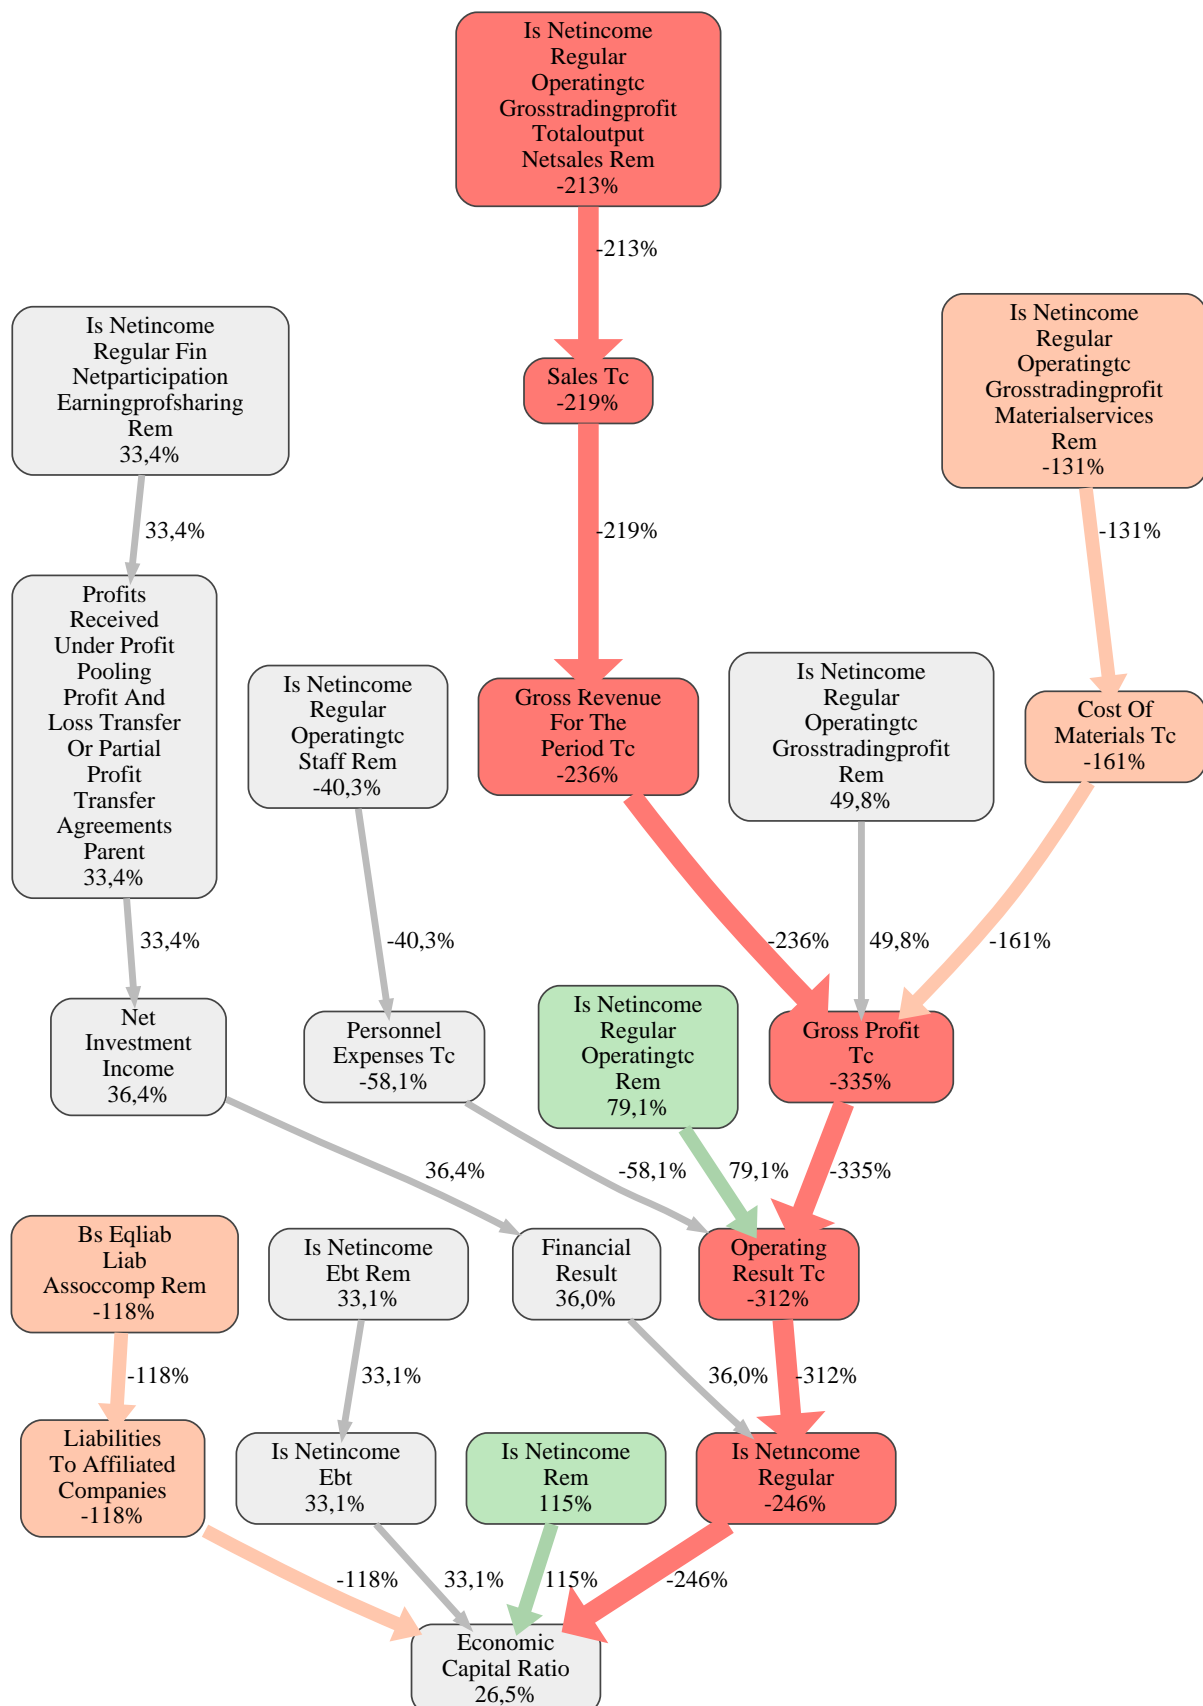 Is Netincome
Regular
Operatingtc
Grosstradingprofit
Totaloutput
Netsales Rem
-213%
-213%
Is Netincome
Regular Fin
Netparticipation
Earningprofsharing
Rem
33,4%
Sales Tc
-219%
Is Netincome
Regular
Operatingtc
Grosstradingprofit
Materialservices
Rem
-131%
33,4%
-219%
-131%
Profits
Received
Under Profit
Pooling
Profit And
Loss Transfer
Or Partial
Profit
Transfer
Agreements
Parent
33,4%
Is Netincome
Regular
Operatingtc
Staff Rem
-40,3%
Gross Revenue
For The
Period Tc
-236%
Is Netincome
Regular
Operatingtc
Grosstradingprofit
Rem
49,8%
Cost Of
Materials Tc
-161%
33,4%
-40,3%
-236%
49,8%
-161%
Net
Investment
Income
36,4%
Personnel
Expenses Tc
-58,1%
Is Netincome
Regular
Operatingtc
Rem
79,1%
Gross Profit
Tc
-335%
36,4%
-58,1%
79,1%
-335%
Bs Eqliab
Liab
Assoccomp Rem
-118%
Is Netincome
Ebt Rem
33,1%
Financial
Result
36,0%
Operating
Result Tc
-312%
-118%
33,1%
36,0%
-312%
Liabilities
To Affiliated
Companies
-118%
Is Netincome
Ebt
33,1%
Is Netincome
Rem
115%
Is Netincome
Regular
-246%
-118%
33,1%
115%
-246%
Economic
Capital Ratio
26,5%